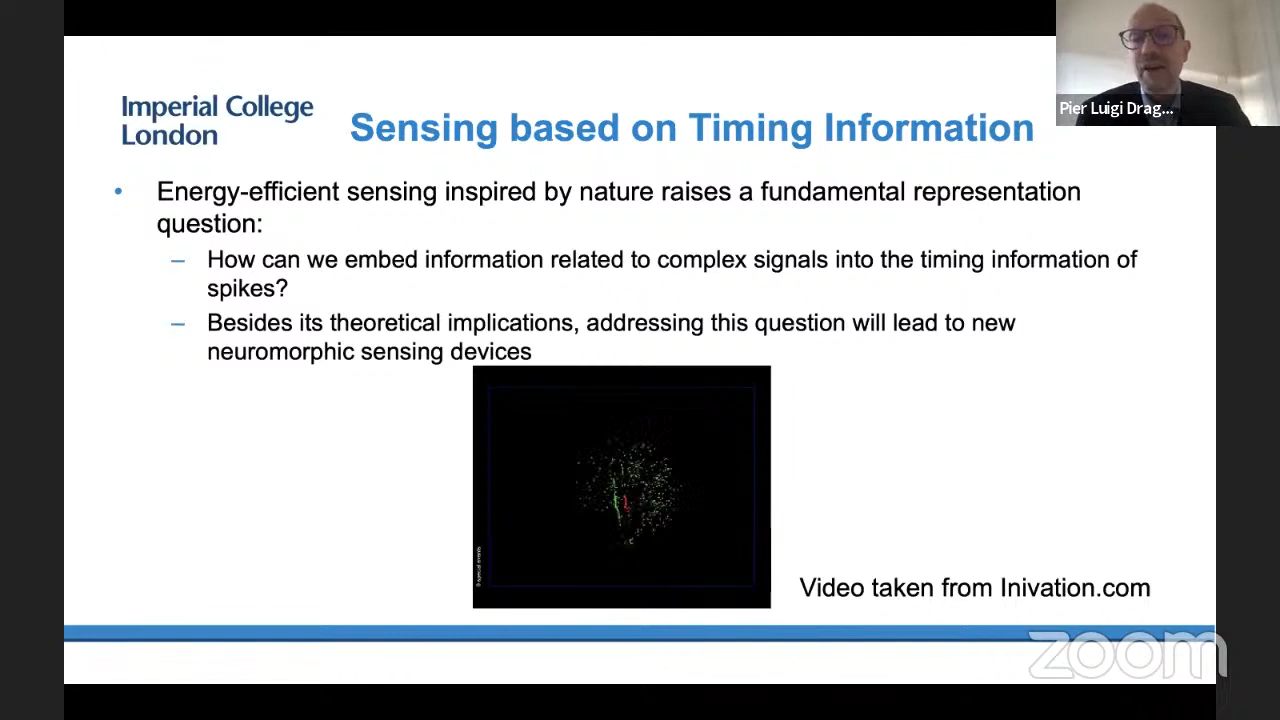 Imperial College
London
Sensing based on Timing Information
Pier Luigi Drag...
• Energy-efficient sensing inspired by nature raises a fundamental representation
question:
– How can we embed information related to complex signals into the timing information of
spikes?
– Besides its theoretical implications, addressing this question will lead to new
neuromorphic sensing devices
Video taken from Inivation.com
zoom